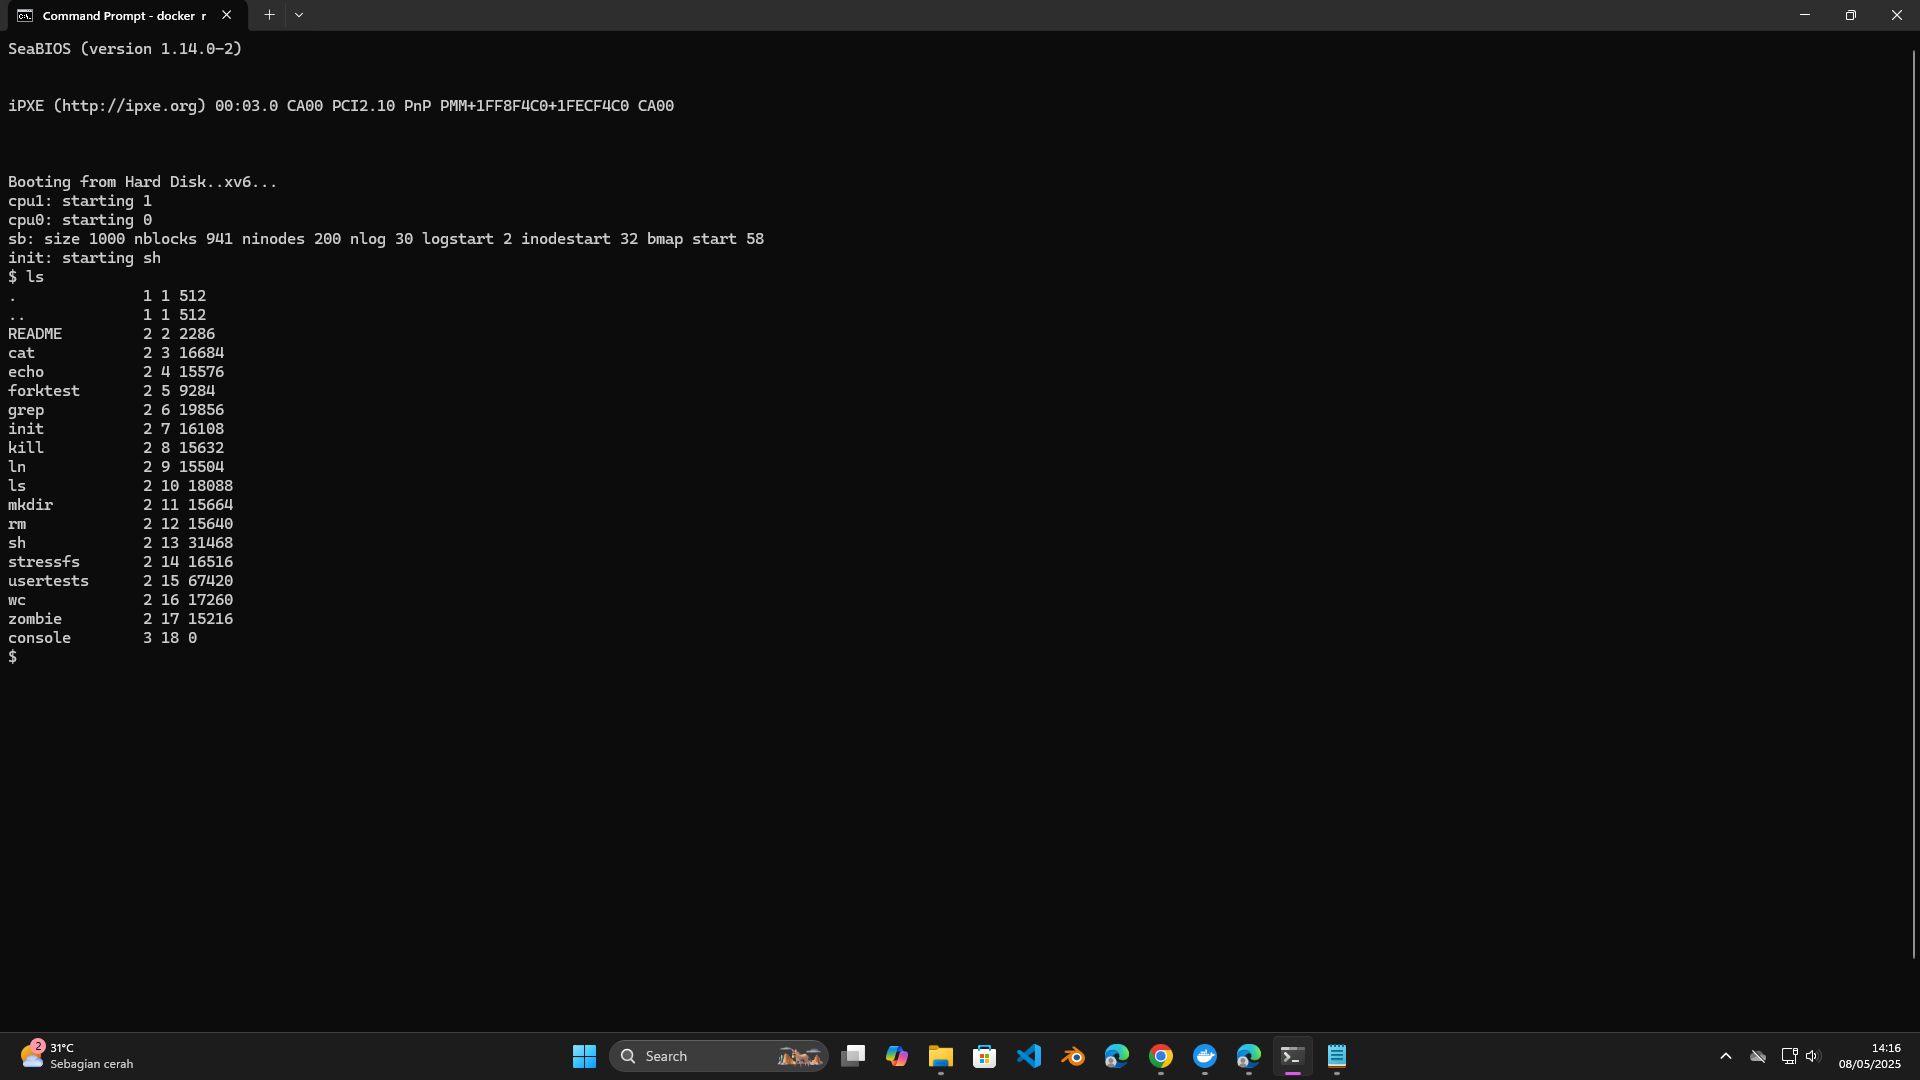 Command Prompt - docker r
SeaBIOS (version 1.14.0-2)
iPXE (http://ipxe.org) 00:03.0 CA00 PCI2.10 PnP PMM+1FF8F4C0+1FECF4C0 CA00
Booting from Hard Disk..xv6...
cpu1: starting 1
cpu0: starting 0
sb: size 1000 nblocks 941 ninodes 200 nlog 30 logstart 2 inodestart 32 bmap start 58
init: starting sh
$ ls
. 1 1 512
.. 1 1 512
README 2 2 2286
cat 2 3 16684
echo 2 4 15576
forktest 2 5 9284
grep 2 6 19856
init 2 7 16108
kill 2 8 15632
ln 2 9 15504
ls 2 10 18088
mkdir 2 11 15664
rm 2 12 15640
sh 2 13 31468
stressfs 2 14 16516
usertests 2 15 67420
wc 2 16 17260
zombie 2 17 15216
console 3 18 0
$
2
31°C
Sebagian cerah
Search
14:16
08/05/2025